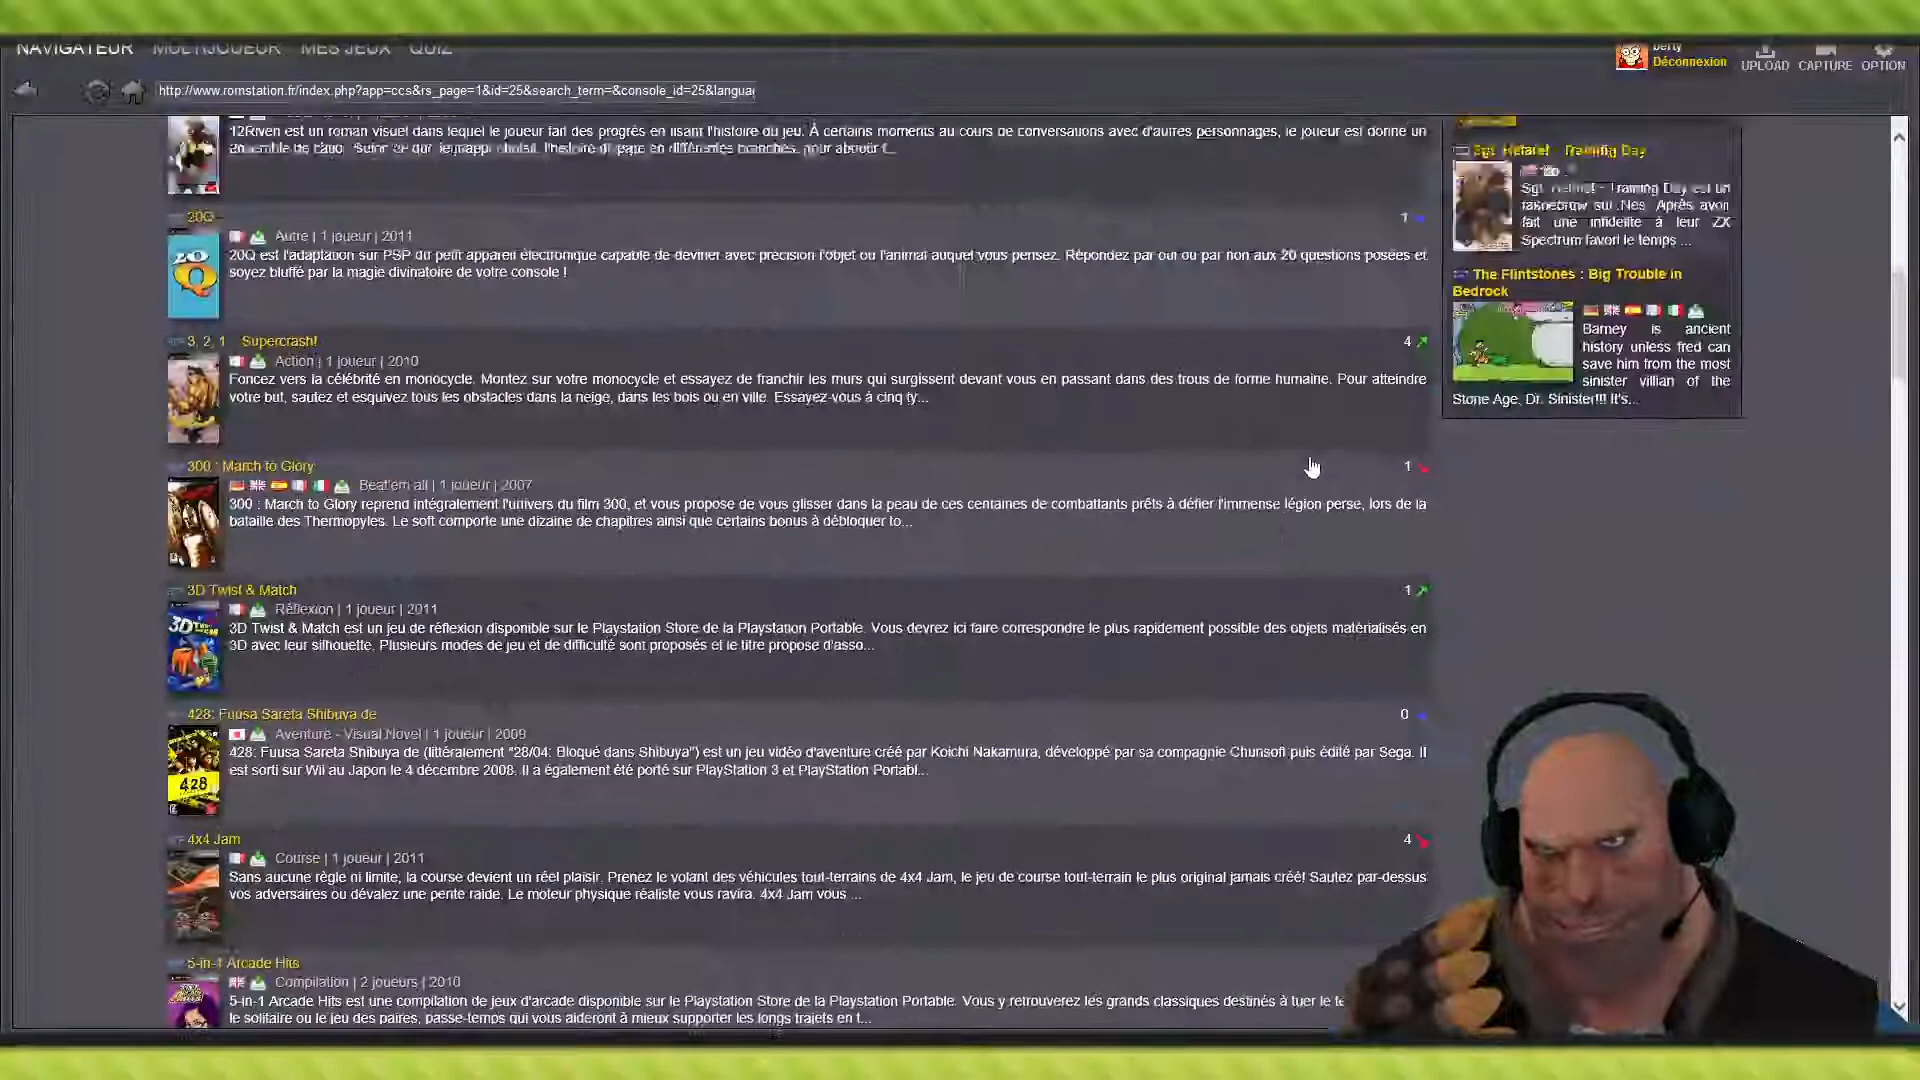 NAVIGATEUR MULTIJOUEUR MES JEUX QUIZ
Derty
Déconnexion
UPLOAD CAPTURE OPTION
http://www.romstation.fr/index.php?app=ccs&rs_page=1&id=25&search_term=&console_id=25&langua
12Riven est un roman visuel dans lequel le joueur fait des progrès en lisant l'histoire du jeu. À certains moments au cours de conversations avec d'autres personnages, le joueur est donné un
20Q
1
Autre | 1 joueur | 2011
20Q est l'adaptation sur PSP du petit appareil électronique capable de deviner avec précision l'objet ou l'animal auquel vous pensez. Répondez par oui ou par non aux 20 questions posées et
soyez bluffé par la magie divinatoire de votre console !
3, 2, 1 Supercrash!
4
Action | 1 joueur | 2010
Foncez vers la célébrité en monocycle. Montez sur votre monocycle et essayez de franchir les murs qui surgissent devant vous en passant dans des trous de forme humaine. Pour atteindre
votre but, sautez et esquivez tous les obstacles dans la neige, dans les bois ou en ville. Essayez-vous à cinq ty...
300 : March to Glory
1
Beat'em all | 1 joueur | 2007
300 : March to Glory reprend intégralement l'univers du film 300, et vous propose de vous glisser dans la peau de ces centaines de combattants prêts à défier l'immense légion perse, lors de la
bataille des Thermopyles. Le soft comporte une dizaine de chapitres ainsi que certains bonus à débloquer to...
3D Twist & Match
1
Réflexion | 1 joueur | 2011
3D Twist & Match est un jeu de réflexion disponible sur le Playstation Store de la Playstation Portable. Vous devrez ici faire correspondre le plus rapidement possible des objets matérialisés en
3D avec leur silhouette. Plusieurs modes de jeu et de difficulté sont proposés et le titre propose d'asso...
428: Fuusa Sareta Shibuya de
0
Aventure - Visual Novel | 1 joueur | 2009
428: Fuusa Sareta Shibuya de (littéralement "28/04: Bloqué dans Shibuya") est un jeu vidéo d'aventure créé par Koichi Nakamura, développé par sa compagnie Chunsoft puis édité par Sega. Il
est sorti sur Wii au Japon le 4 décembre 2008. Il a également été porté sur PlayStation 3 et PlayStation Portabl...
428
4x4 Jam
4
Course | 1 joueur | 2011
Sans aucune règle ni limite, la course devient un réel plaisir. Prenez le volant des véhicules tout-terrains de 4x4 Jam, le jeu de course tout-terrain le plus original jamais créé! Sautez par-dessus
vos adversaires ou dévalez une pente raide. Le moteur physique réaliste vous ravira. 4x4 Jam vous ...
5-in-1 Arcade Hits
Compilation | 2 joueurs | 2010
5-in-1 Arcade Hits est une compilation de jeux d'arcade disponible sur le Playstation Store de la Playstation Portable. Vous y retrouverez les grands classiques destinés à tuer le te
le solitaire ou le jeu des paires, passe-temps qui vous aideront à mieux supporter les longs trajets en t...
Sgt. Helmet - Training Day
Sgt. Helmet - Training Day est un
sur Nes. Après avoir
fait une infidélité à leur ZX
Spectrum favori le temps ...
The Flintstones : Big Trouble in
Bedrock
Barney is ancient
history unless fred can
save him from the most
sinister villian of the
Stone Age, Dr. Sinister!!! It's...